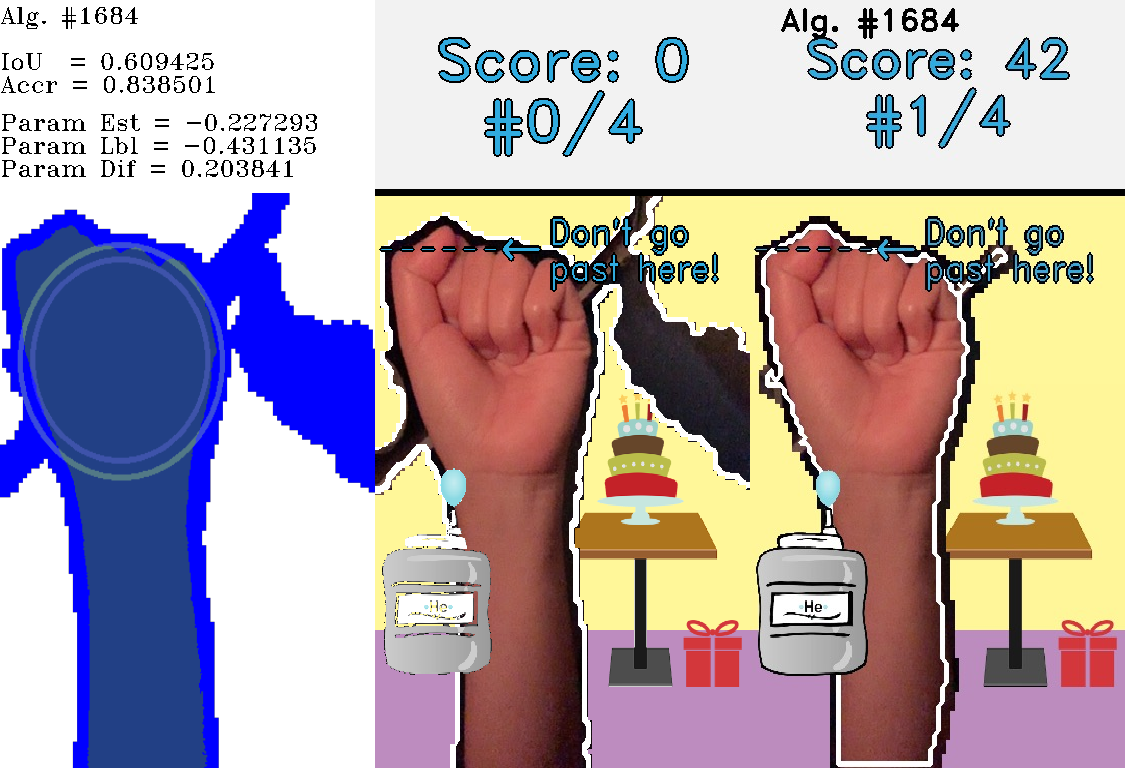 Alg. #1684
IoU = 0.609425
Accr = 0.838501
Param Est = −0.227293
Param Lbl = −0.431135
Param Dif = 0.203841
Score: 0
#0/4
Don't go
past here!
He
Alg. #1684
Score: 42
#1/4
Don't go
past here!
He